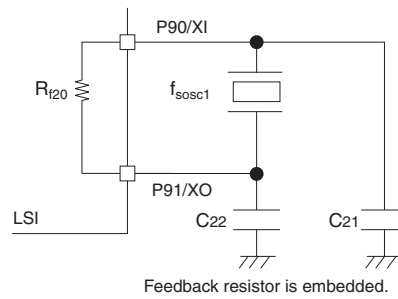 P90/XI
Rf20
fsosc1
P91/XO
LSI
C22
C21
Feedback resistor is embedded.